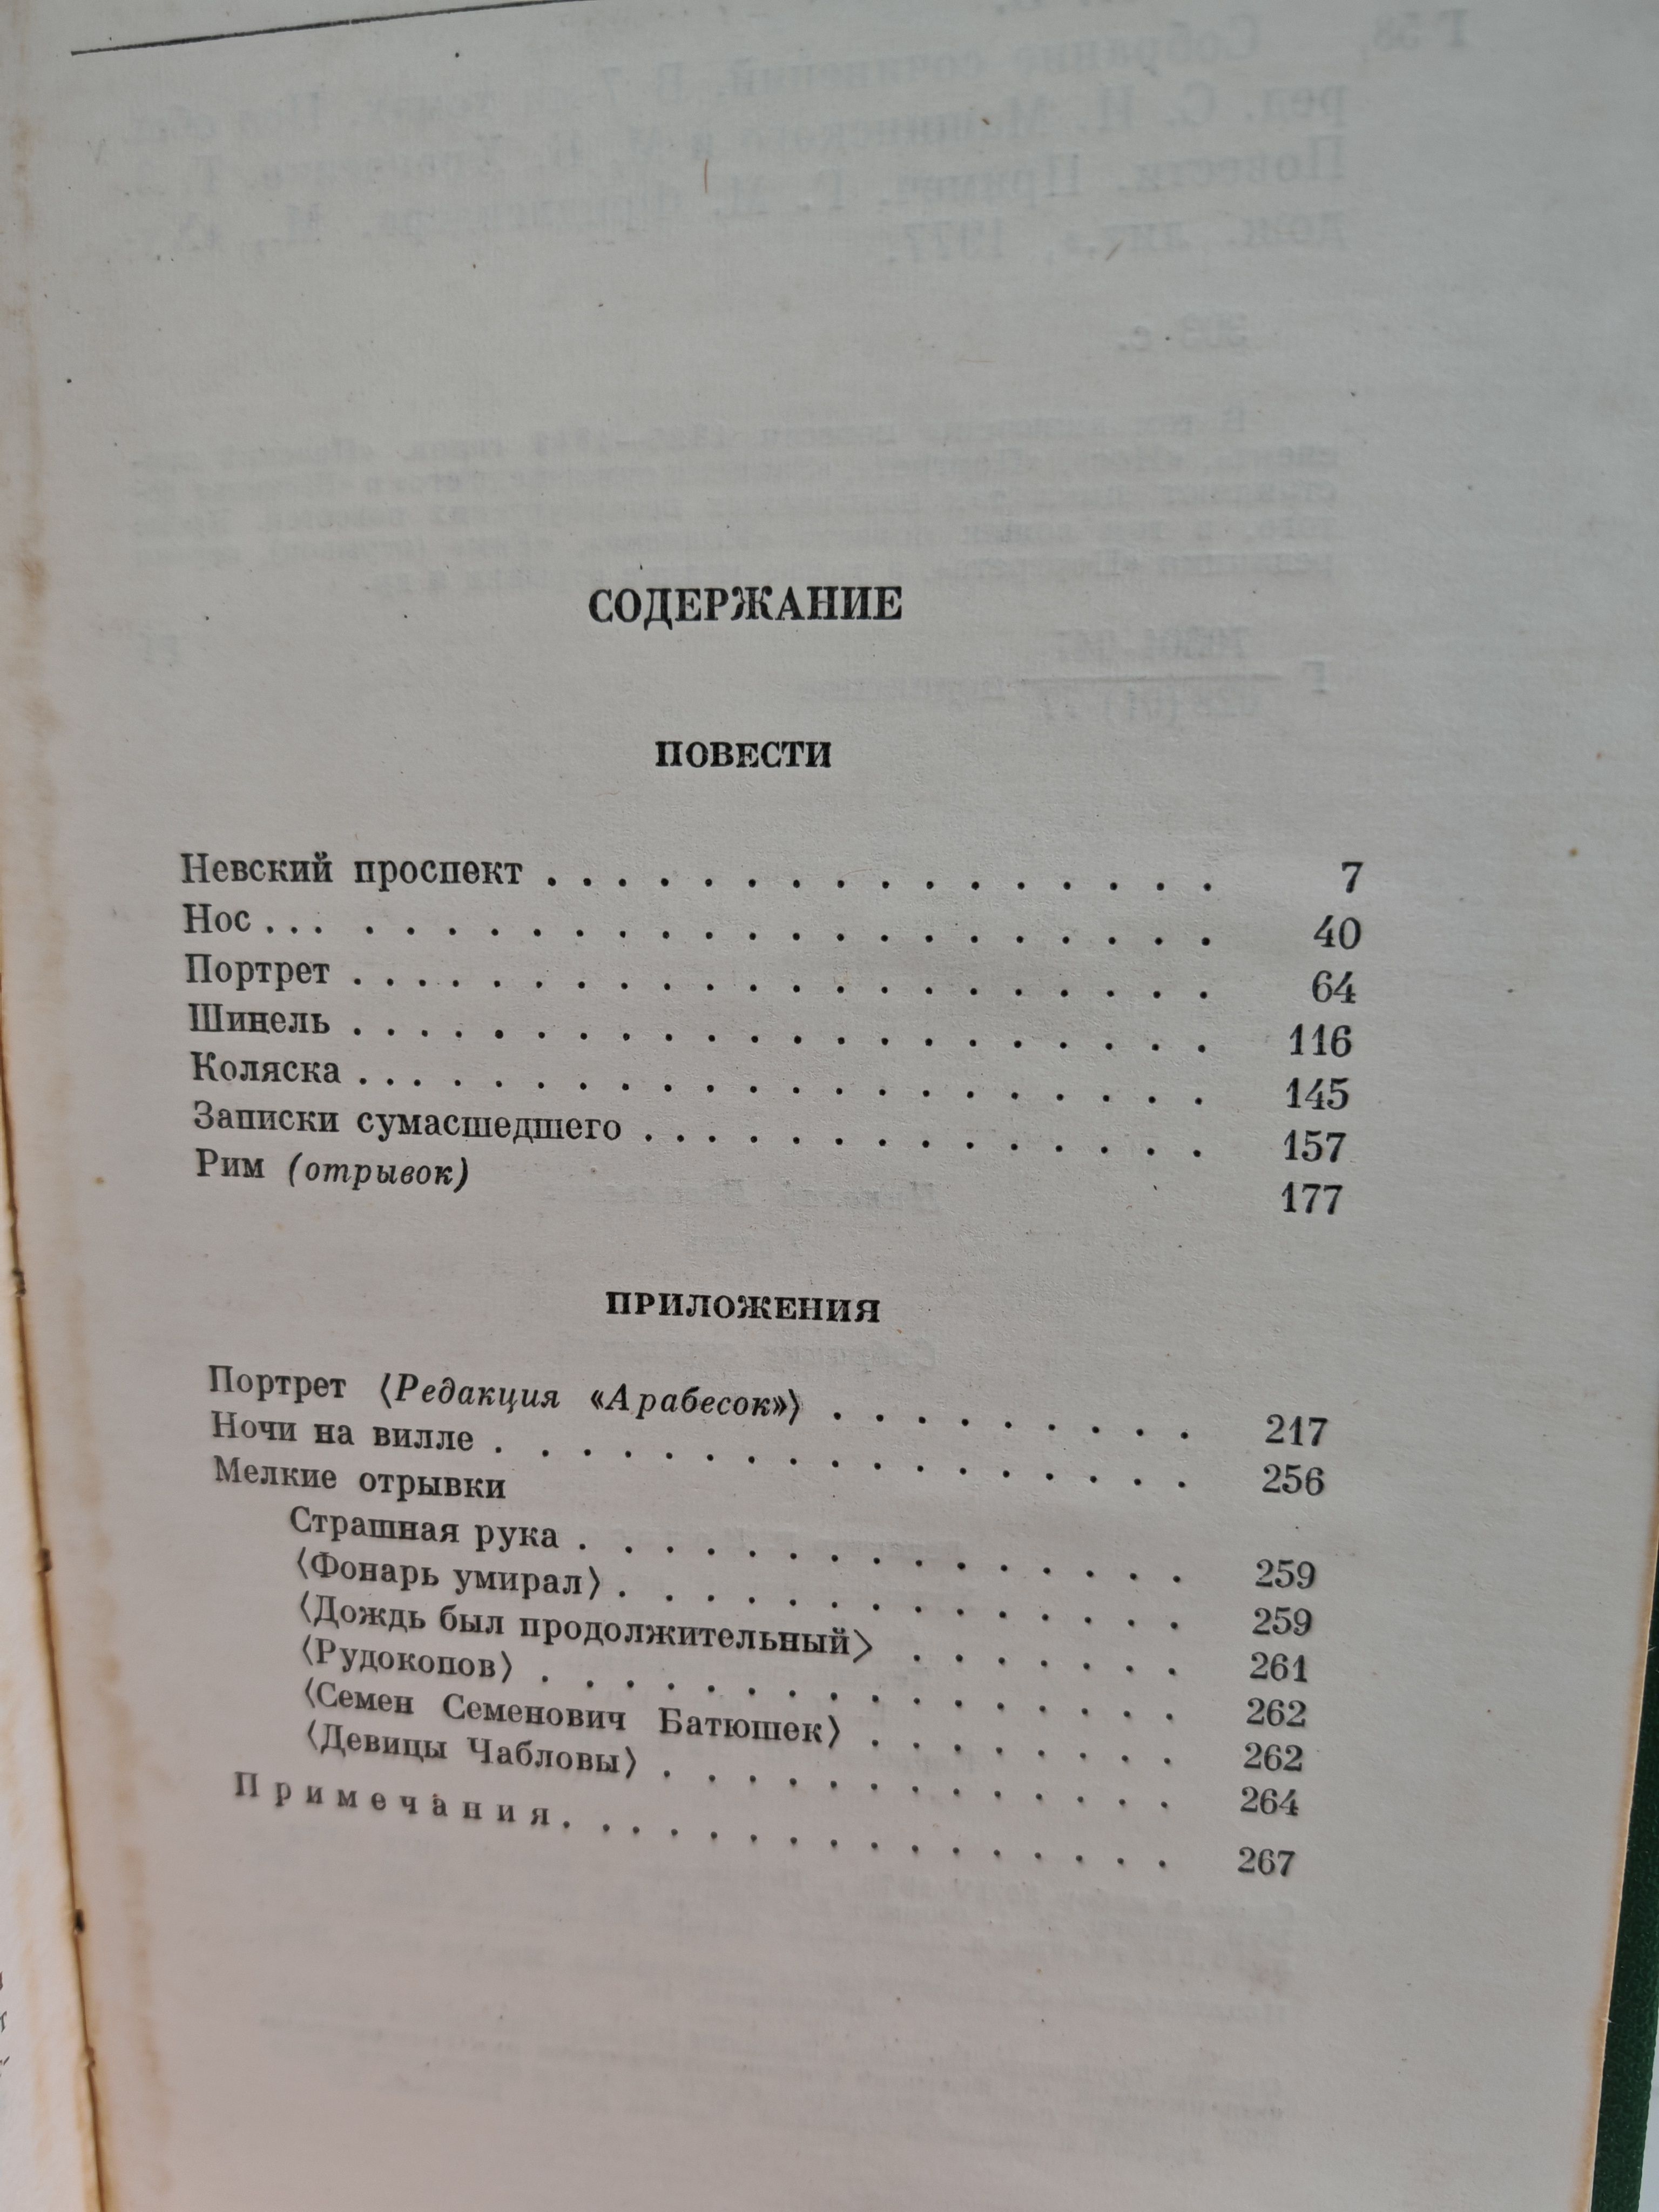 СОДЕРЖАНИЕ
ПОВЕСТИ
Невский проспект . . . . . . . . . . . . . . . . 7
Нос . . . . . . . . . . . . . . . . . . . . . . 40
Портрет . . . . . . . . . . . . . . . . . . . . 64
Шинель . . . . . . . . . . . . . . . . . . . . 116
Коляска . . . . . . . . . . . . . . . . . . . . 145
Записки сумасшедшего . . . . . . . . . . . . . . 157
Рим (отрывок) 177
ПРИЛОЖЕНИЯ
Портрет ⟨Редакция «Арабесок»⟩ . . . . . . . . . 217
Ночи на вилле . . . . . . . . . . . . . . . . . 256
Мелкие отрывки
Страшная рука . . . . . . . . . . . . . . . 259
⟨Фонарь умирал⟩ . . . . . . . . . . . . . . 259
⟨Дождь был продолжительный⟩ . . . . . . . 261
⟨Рудокопов⟩ . . . . . . . . . . . . . . . . 262
⟨Семен Семенович Батюшек⟩ . . . . . . . . 262
⟨Девицы Чабловы⟩ . . . . . . . . . . . . . 264
Примечания . . . . . . . . . . . . . . . . 267